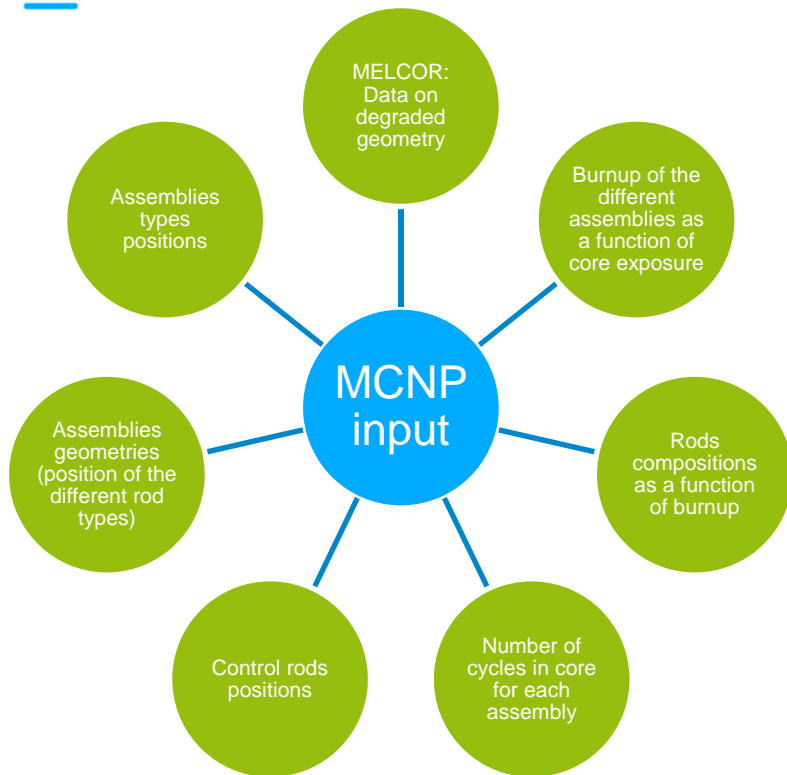 MELCOR:
Data on
degraded
geometry
Burnup of the
different
assemblies as
a function of
core exposure
Rods
compositions
as a function
of burnup
Number of
cycles in core
for each
assembly
Control rods
positions
Assemblies
geometries
(position of the
different rod
types)
Assemblies
types
positions
MCNP
input